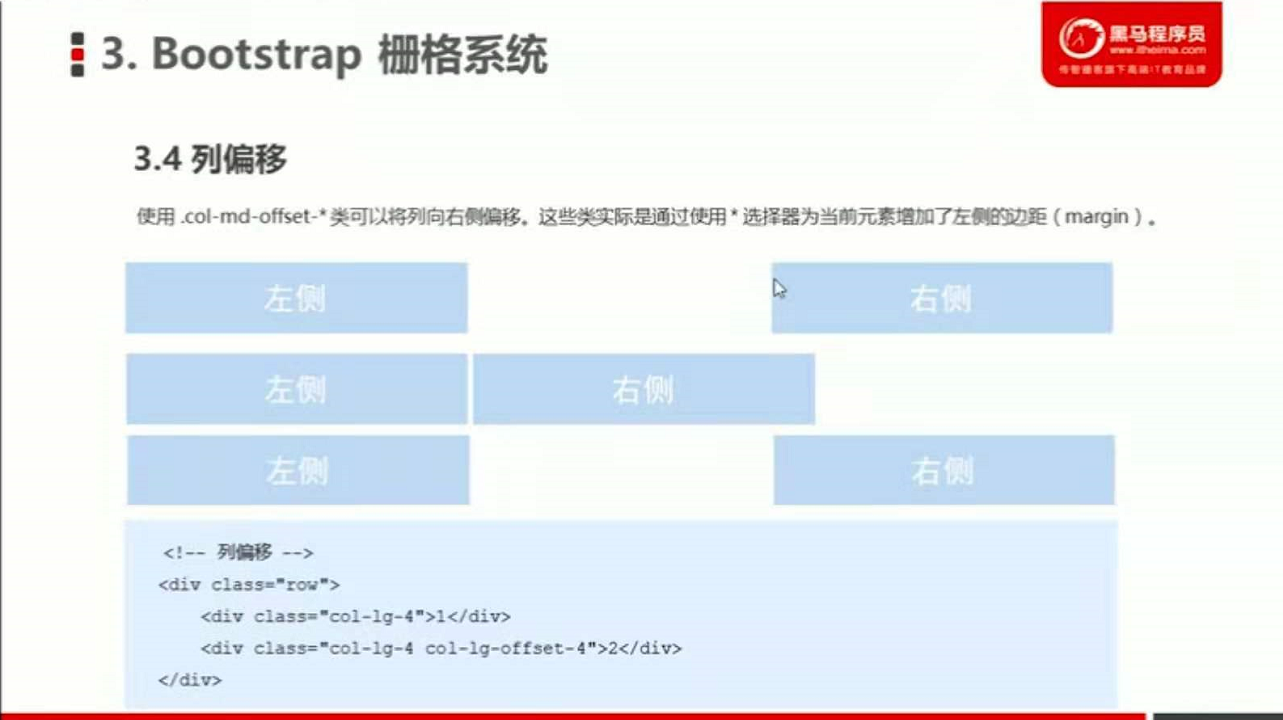 3. Bootstrap 栅格系统
黑马程序员
www.itheima.com
传智播客旗下高端IT教育品牌
3.4 列偏移
使用 .col-md-offset-* 类可以将列向右侧偏移。这些类实际是通过使用 * 选择器为当前元素增加了左侧的边距（margin）。
左侧 右侧
左侧 右侧
左侧 右侧
<!-- 列偏移 -->
<div class="row">
<div class="col-lg-4">1</div>
<div class="col-lg-4 col-lg-offset-4">2</div>
</div>